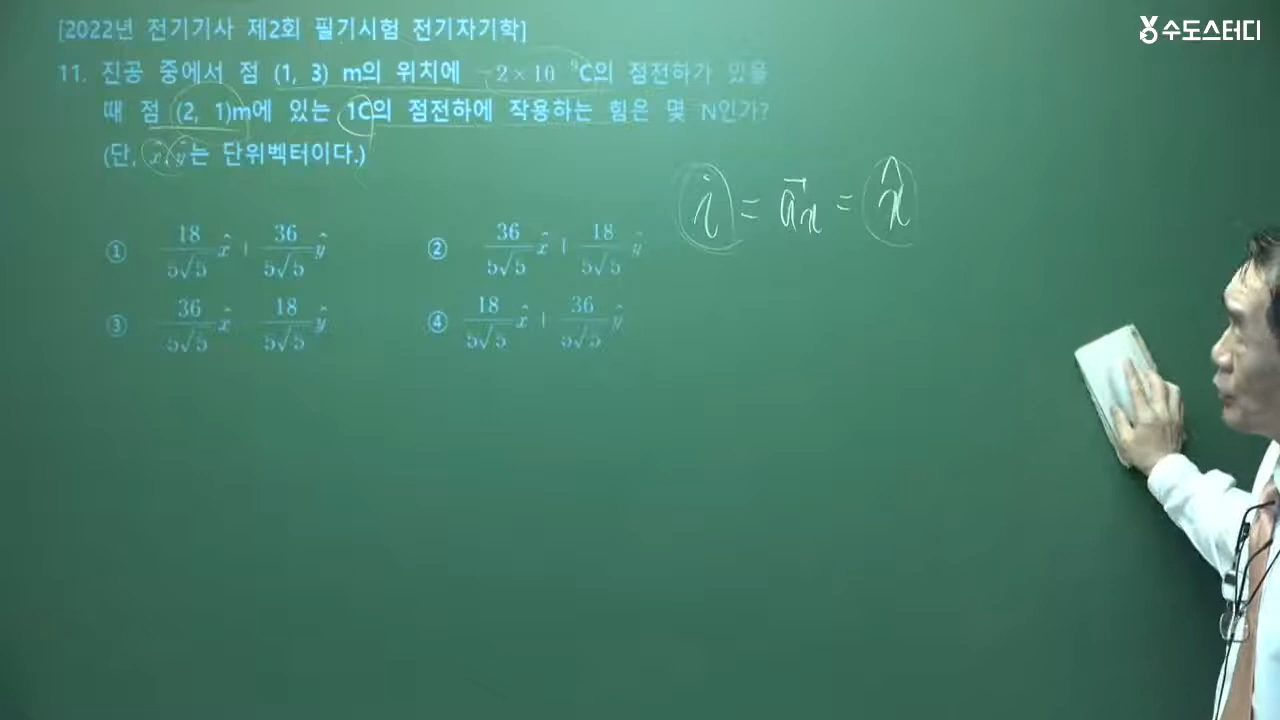 수도스터디
[2022년 전기기사 제2회 필기시험 전기자기학]
11. 진공 중에서 점 (1, 3) m의 위치에 -2×10⁻⁹C의 점전하가 있을
때 점 (2, 1)m에 있는 1C의 점전하에 작용하는 힘은 몇 N인가?
(단, x̂, ŷ는 단위벡터이다.)
i = a⃗x = x̂
① 18/5√5 x̂ + 36/5√5 ŷ ② 36/5√5 x̂ + 18/5√5 ŷ
③ 36/5√5 x̂ 18/5√5 ŷ ④ 18/5√5 x̂ + 36/5√5 ŷ